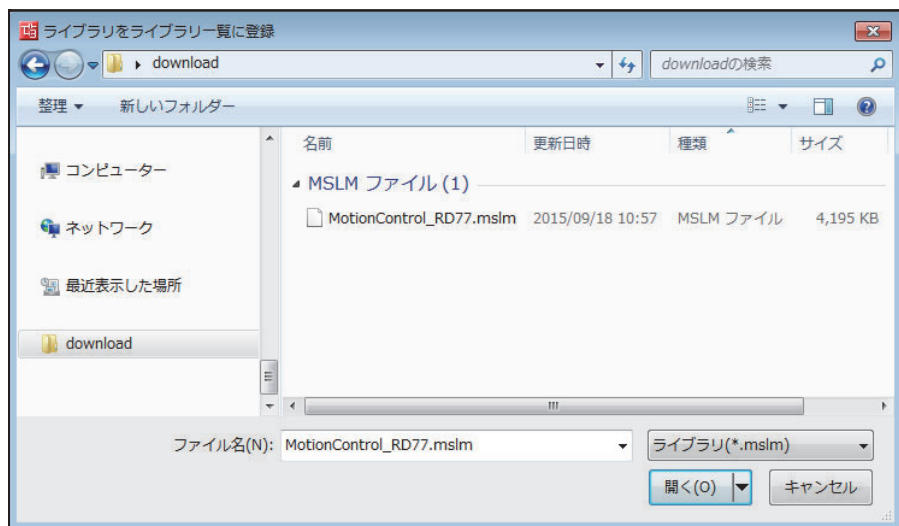 ライブラリをライブラリ一覧に登録
download
downloadの検索
整理
新しいフォルダー
名前 更新日時 種類 サイズ
コンピューター
ネットワーク
最近表示した場所
download
MSLM ファイル (1)
MotionControl_RD77.mslm 2015/09/18 10:57 MSLM ファイル 4,195 KB
ファイル名(N): MotionControl_RD77.mslm ライブラリ(*.mslm)
開く(O) キャンセル